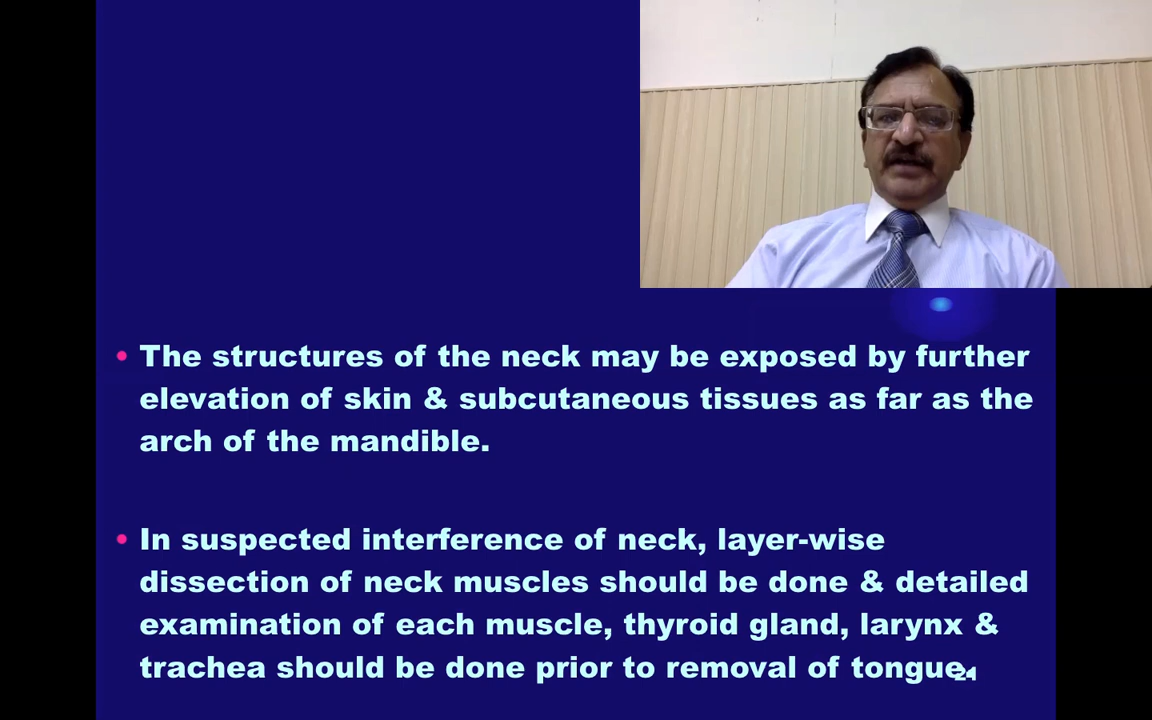 • The structures of the neck may be exposed by further
elevation of skin & subcutaneous tissues as far as the
arch of the mandible.
• In suspected interference of neck, layer-wise
dissection of neck muscles should be done & detailed
examination of each muscle, thyroid gland, larynx &
trachea should be done prior to removal of tongue.
24